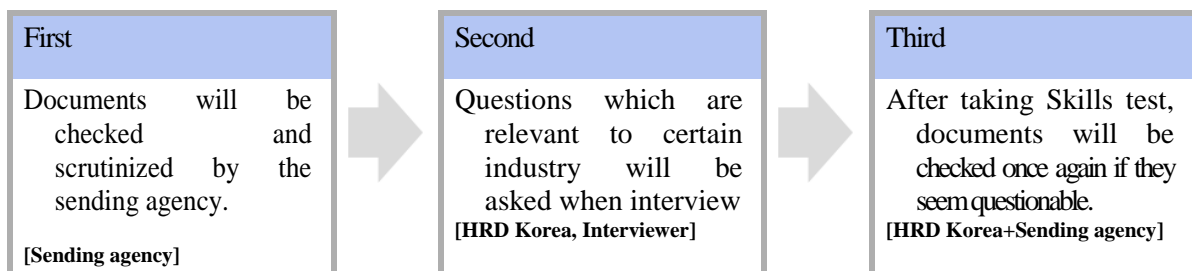 First
Documents will be
checked and
scrutinized by the
sending agency.
[Sending agency]
Second
Questions which are
relevant to certain
industry will be
asked when interview
[HRD Korea, Interviewer]
Third
After taking Skills test,
documents will be
checked once again if they
seem questionable.
[HRD Korea+Sending agency]